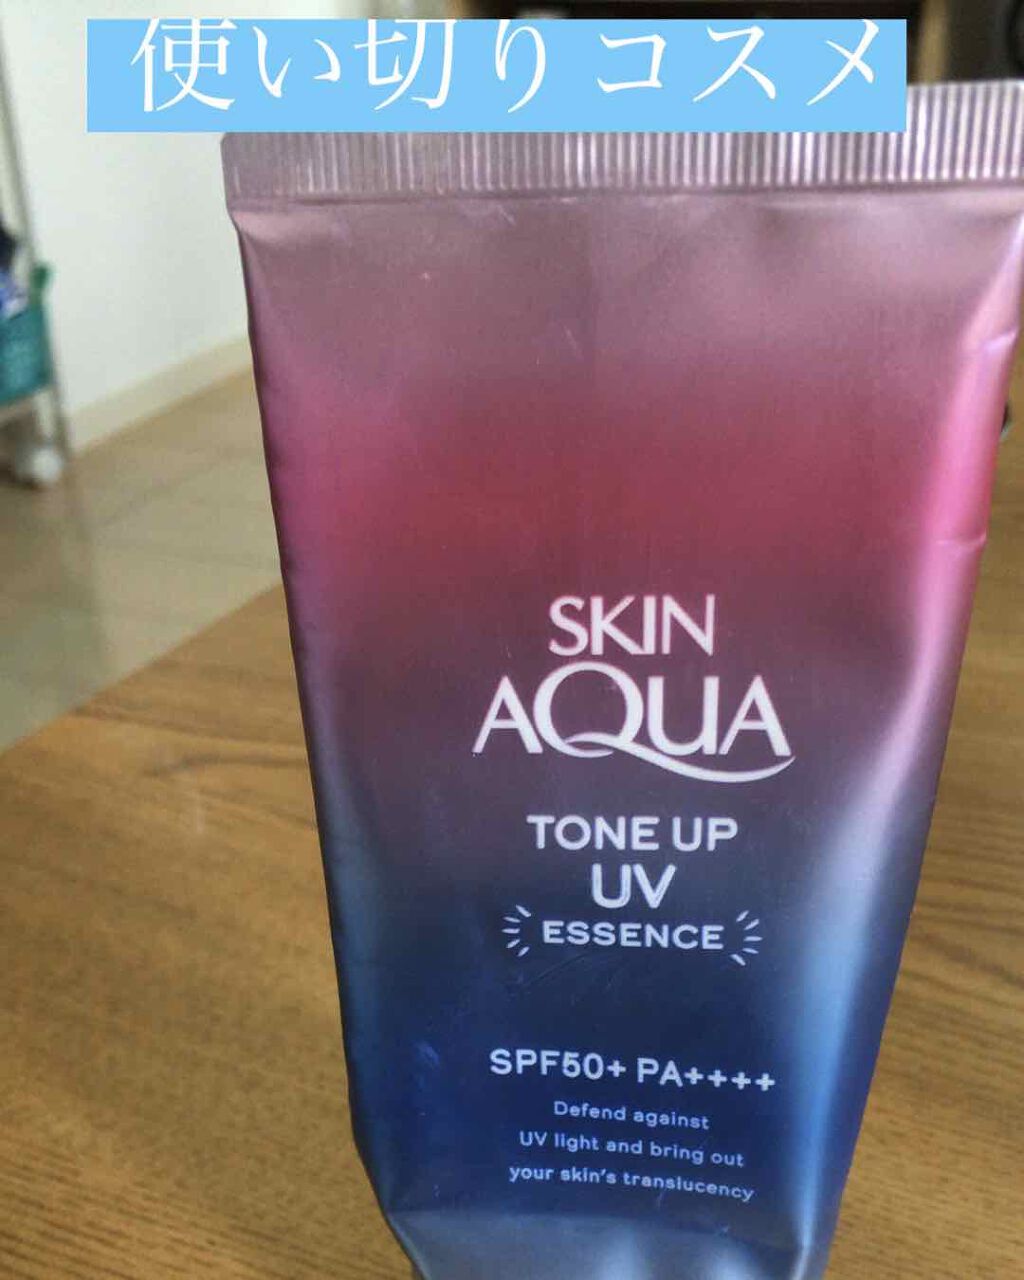 使い切りコスメ
SKIN
AQUA
TONE UP
UV
ESSENCE
SPF50+ PA++++
Defend against
UV light and bring out
your skin's translucency